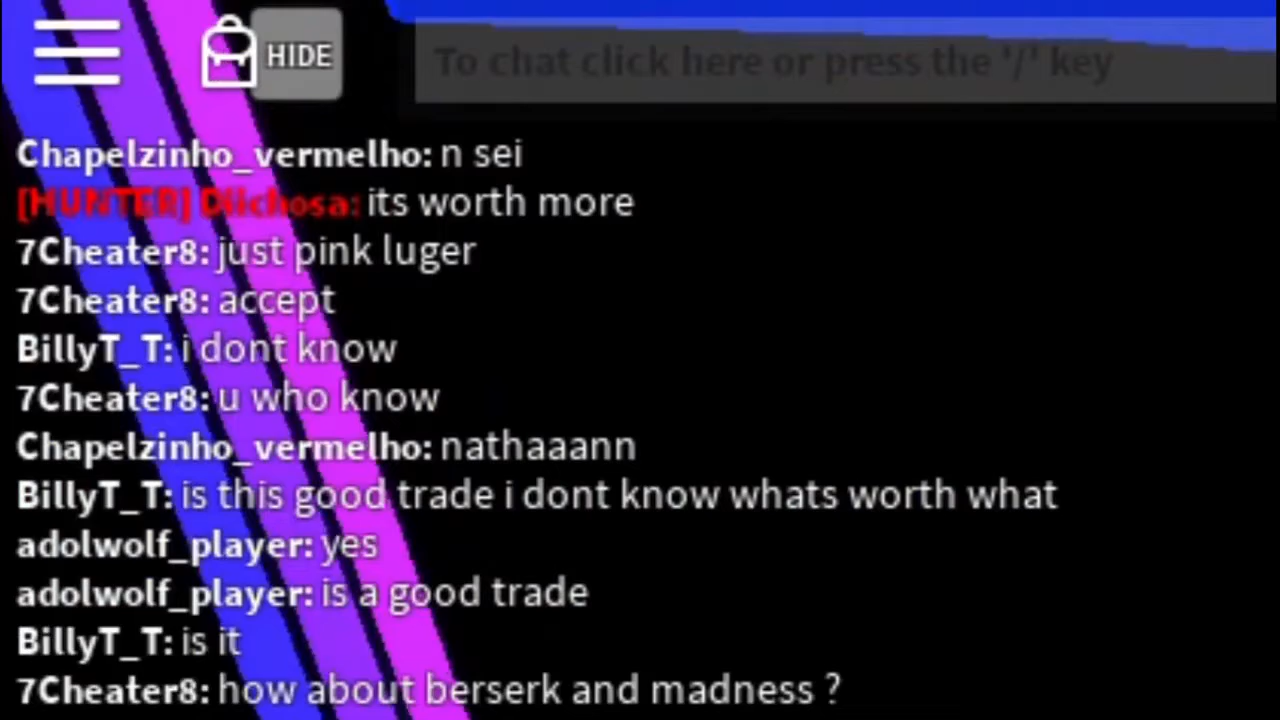 HIDE
To chat click here or press the '/' key
Chapelzinho_vermelho: n sei
[HUNTER] Diichosa: its worth more
7Cheater8: just pink luger
7Cheater8: accept
BillyT_T: i dont know
7Cheater8: u who know
Chapelzinho_vermelho: nathaaann
BillyT_T: is this good trade i dont know whats worth what
adolwolf_player: yes
adolwolf_player: is a good trade
BillyT_T: is it
7Cheater8: how about berserk and madness ?